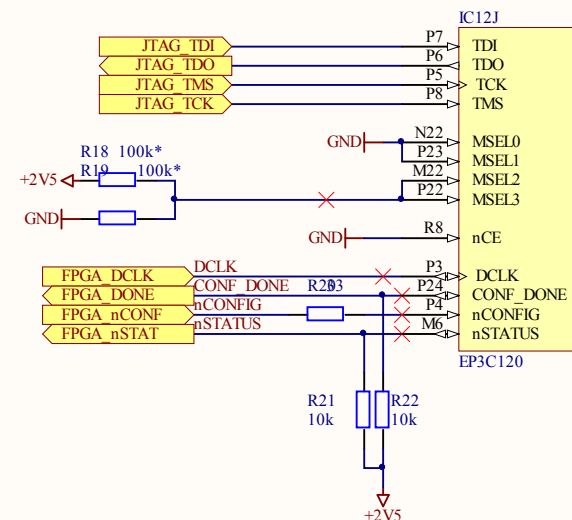 IC12J
JTAG_TDI P7 TDI
JTAG_TDO P6 TDO
JTAG_TMS P5 TCK
JTAG_TCK P8 TMS
GND N22 MSEL0
P23 MSEL1
R18 100k*
R19 100k*
M22 MSEL2
+2V5
P22 MSEL3
GND
GND R8 nCE
FPGA_DCLK DCLK P3 DCLK
FPGA_DONE CONF_DONE P24 CONF_DONE
FPGA_nCONF nCONFIG P4 nCONFIG
FPGA_nSTAT nSTATUS M6 nSTATUS
EP3C120
R21 R22
10k 10k
+2V5